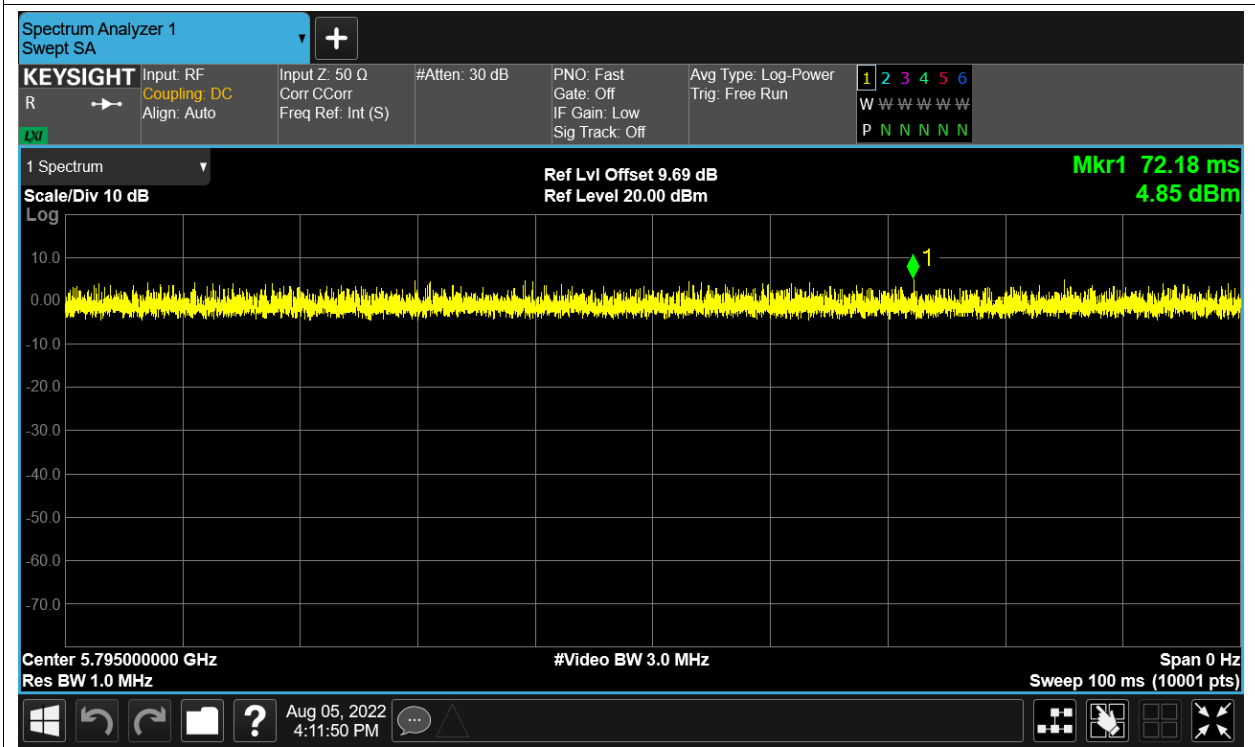 Spectrum Analyzer 1
Swept SA
KEYSIGHT
R
LXI
Input: RF
Coupling: DC
Align: Auto
Input Z: 50 Ω
Corr CCorr
Freq Ref: Int (S)
#Atten: 30 dB
PNO: Fast
Gate: Off
IF Gain: Low
Sig Track: Off
Avg Type: Log-Power
Trig: Free Run
1 2 3 4 5 6
W W W W W W
P N N N N N
1 Spectrum
Scale/Div 10 dB
Ref Lvl Offset 9.69 dB
Ref Level 20.00 dBm
Mkr1 72.18 ms
4.85 dBm
Log
1
10.0
0.00
-10.0
-20.0
-30.0
-40.0
-50.0
-60.0
-70.0
Center 5.795000000 GHz
Res BW 1.0 MHz
#Video BW 3.0 MHz
Span 0 Hz
Sweep 100 ms (10001 pts)
?
Aug 05, 2022
4:11:50 PM